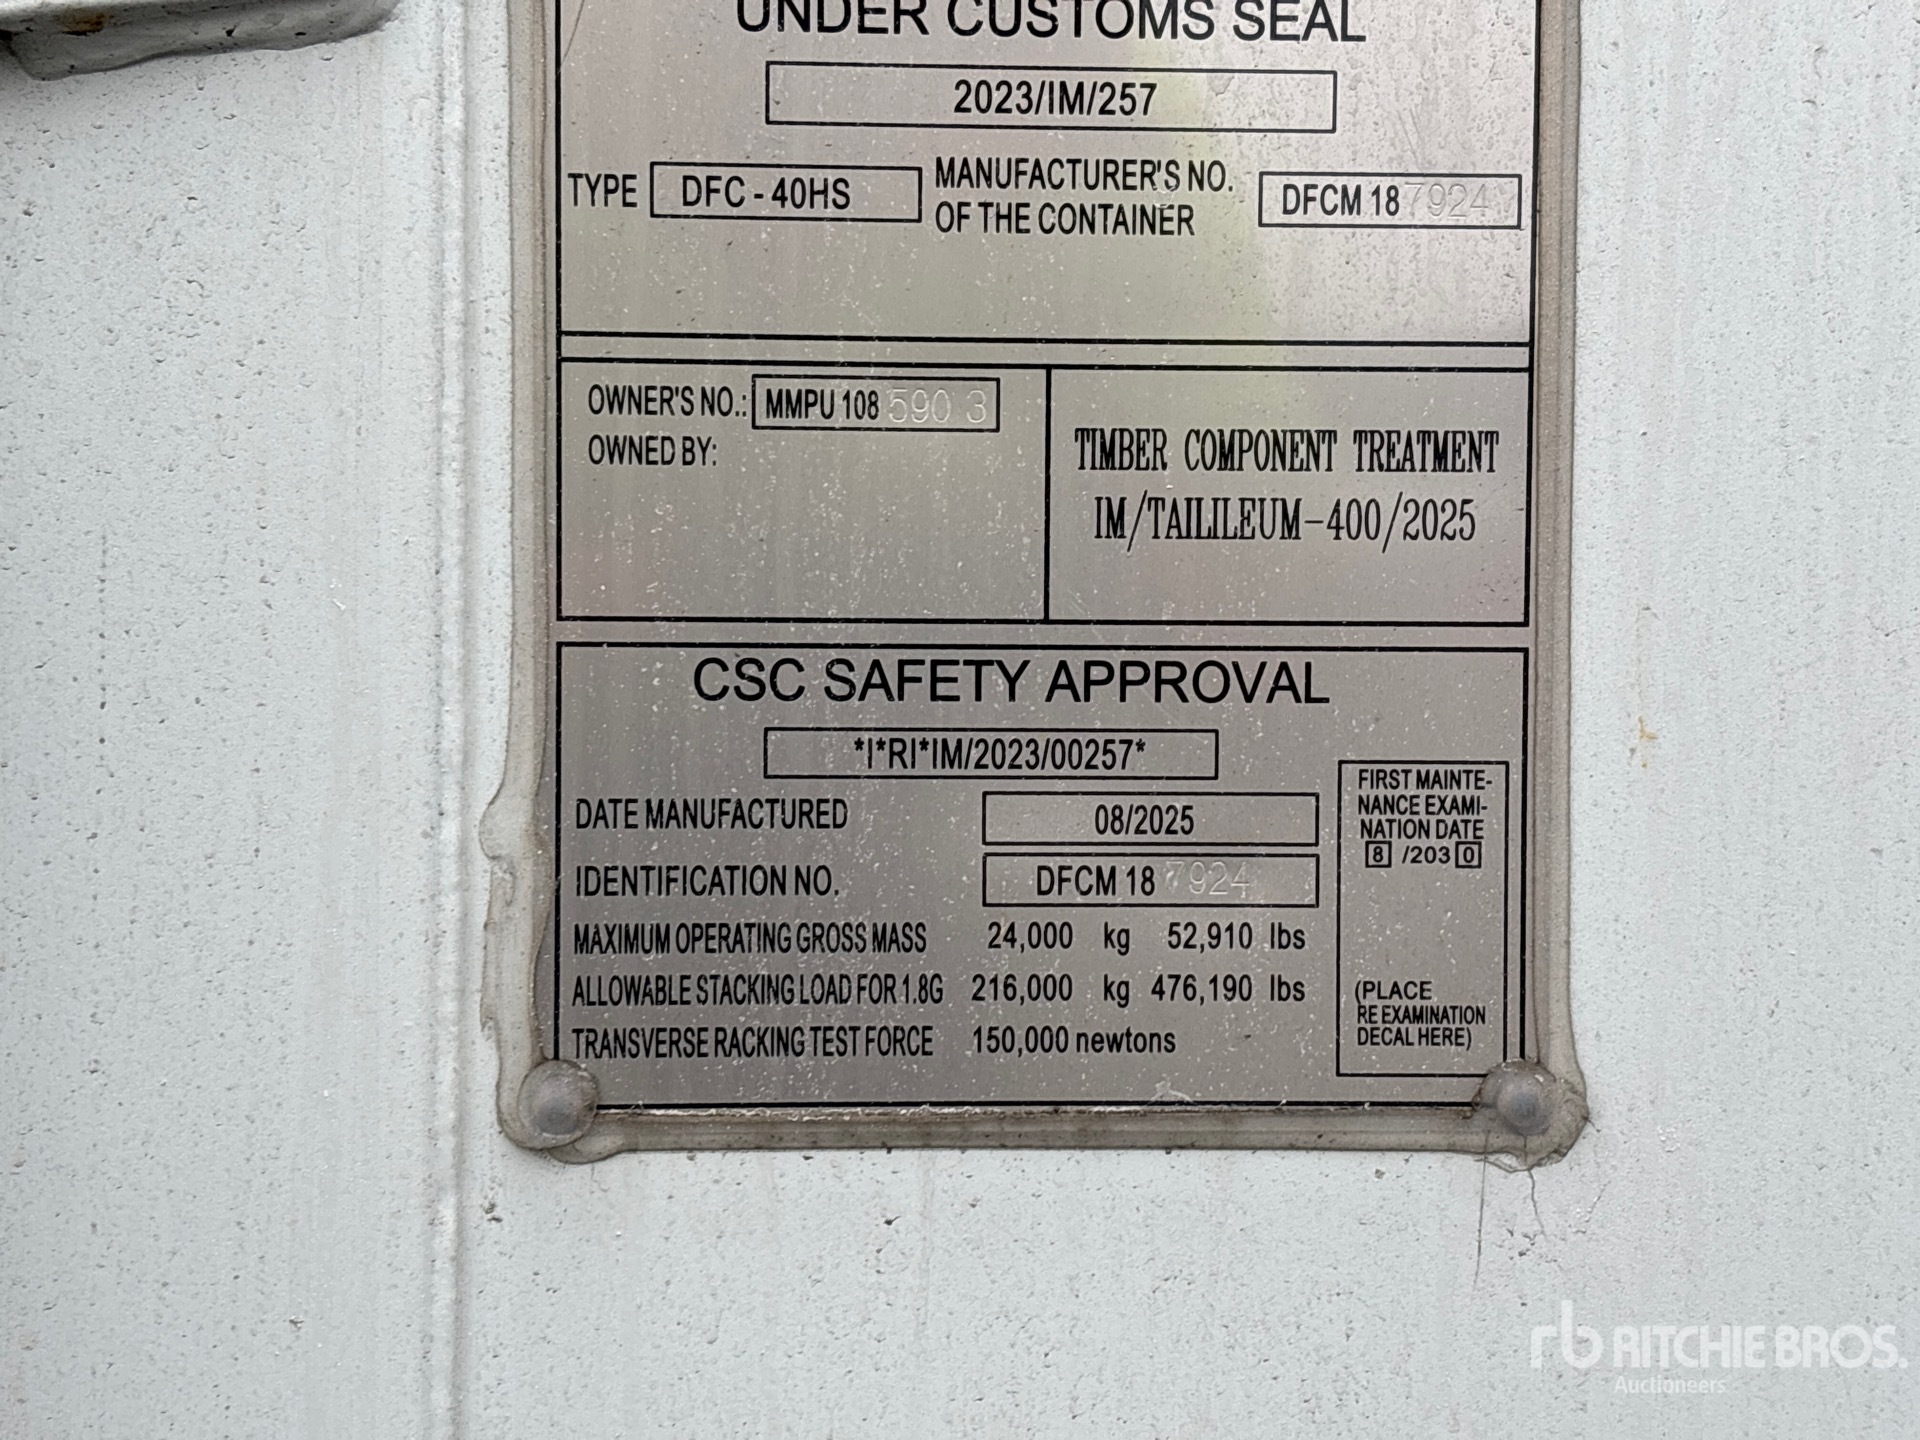 UNDER CUSTOMS SEAL
2023/IM/257
TYPE DFC - 40HS MANUFACTURER'S NO. OF THE CONTAINER DFCM 187924
OWNER'S NO.: MMPU 108 590 3
OWNED BY:
TIMBER COMPONENT TREATMENT
IM/TAILILEUM-400/2025
CSC SAFETY APPROVAL
*I*RI*IM/2023/00257*
DATE MANUFACTURED 08/2025
IDENTIFICATION NO. DFCM 187924
MAXIMUM OPERATING GROSS MASS 24,000 kg 52,910 lbs
ALLOWABLE STACKING LOAD FOR 1.8G 216,000 kg 476,190 lbs
TRANSVERSE RACKING TEST FORCE 150,000 newtons
FIRST MAINTE-
NANCE EXAMI-
NATION DATE
8 /203 0
(PLACE
RE EXAMINATION
DECAL HERE)
rb RITCHIE BROS.
Auctioneers